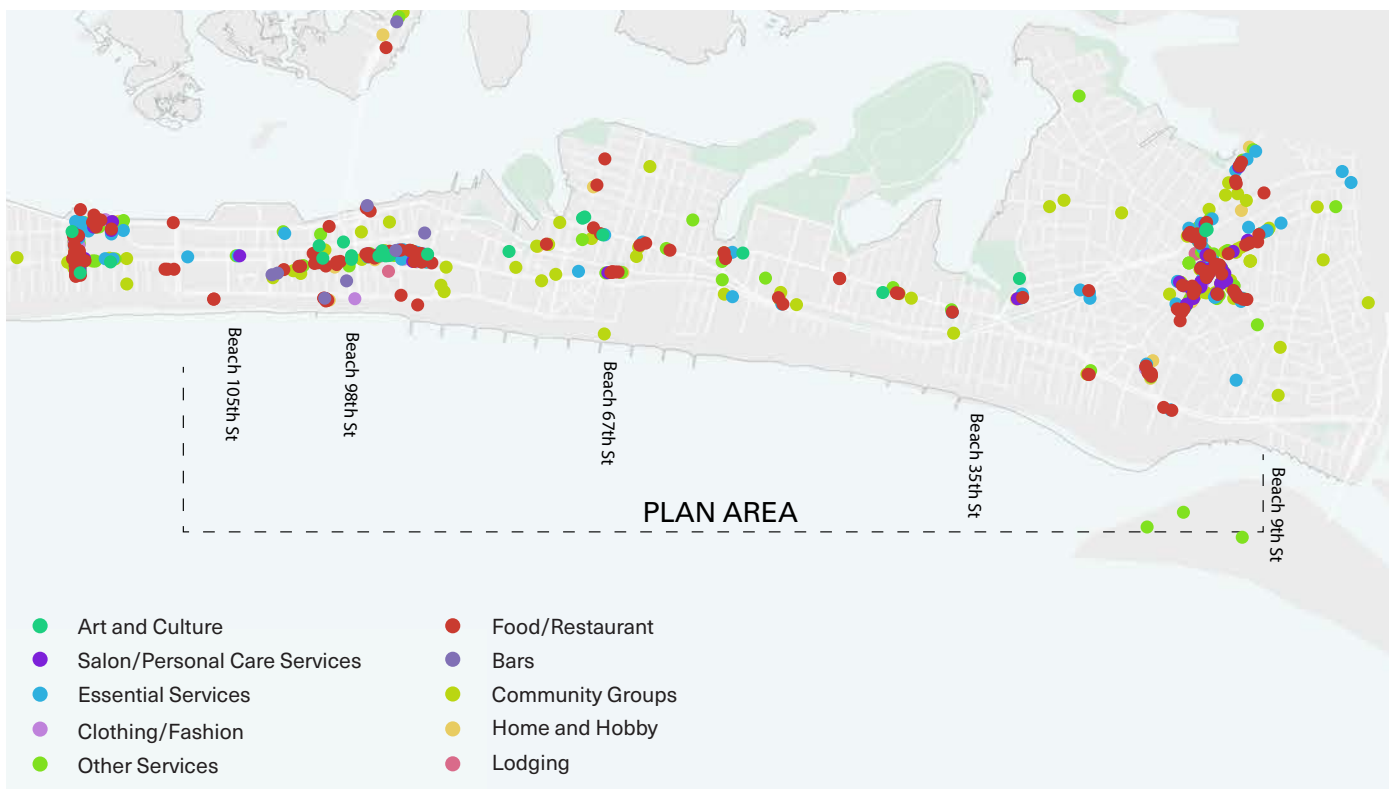 Beach 105th St
Beach 98th St
Beach 67th St
Beach 35th St
Beach 9th St
PLAN AREA
Art and Culture
Salon/Personal Care Services
Essential Services
Clothing/Fashion
Other Services
Food/Restaurant
Bars
Community Groups
Home and Hobby
Lodging